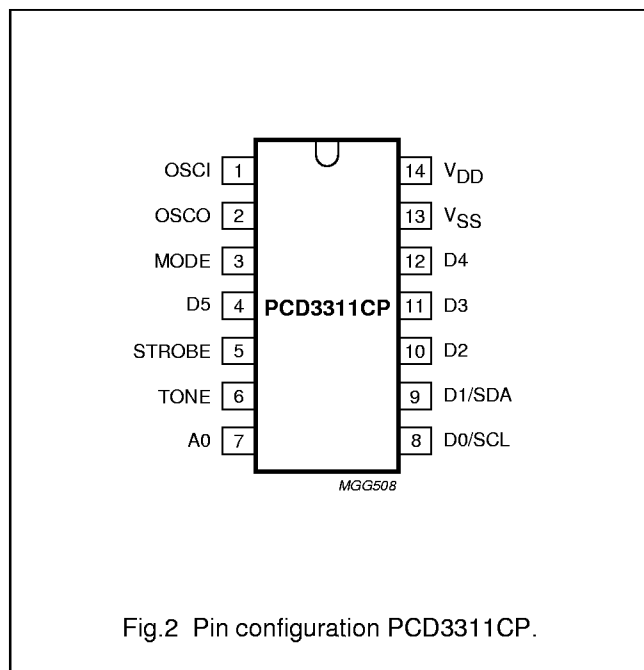 OSCI 1 14 VDD
OSCO 2 13 VSS
MODE 3 12 D4
D5 4 PCD3311CP 11 D3
STROBE 5 10 D2
TONE 6 9 D1/SDA
A0 7 8 D0/SCL
MGG508
Fig.2 Pin configuration PCD3311CP.